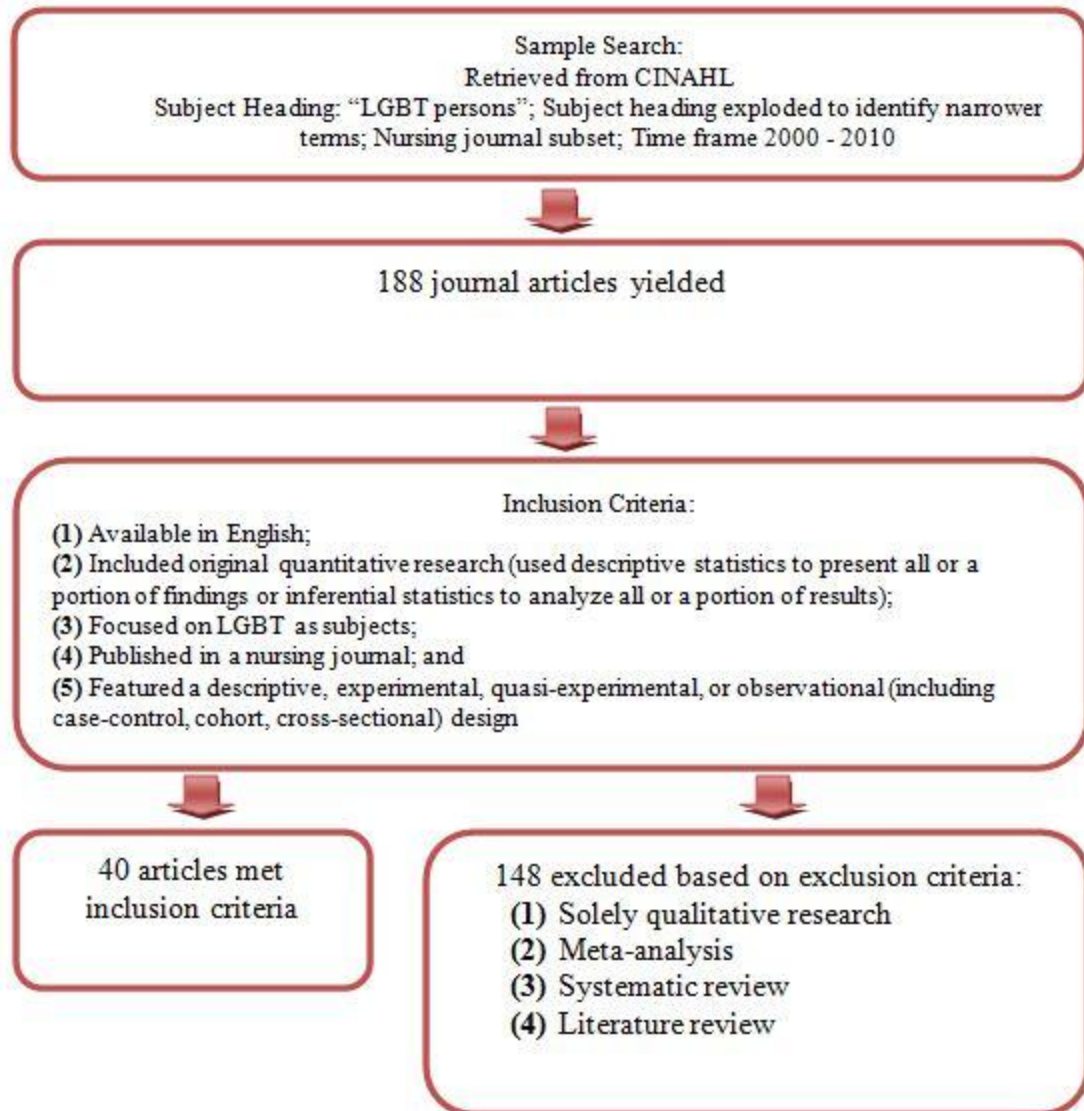 Sample Search:
Retrieved from CINAHL
Subject Heading: “LGBT persons”; Subject heading exploded to identify narrower
terms; Nursing journal subset; Time frame 2000 - 2010
188 journal articles yielded
Inclusion Criteria:
(1) Available in English;
(2) Included original quantitative research (used descriptive statistics to present all or a
portion of findings or inferential statistics to analyze all or a portion of results);
(3) Focused on LGBT as subjects;
(4) Published in a nursing journal; and
(5) Featured a descriptive, experimental, quasi-experimental, or observational (including
case-control, cohort, cross-sectional) design
40 articles met
inclusion criteria
148 excluded based on exclusion criteria:
(1) Solely qualitative research
(2) Meta-analysis
(3) Systematic review
(4) Literature review